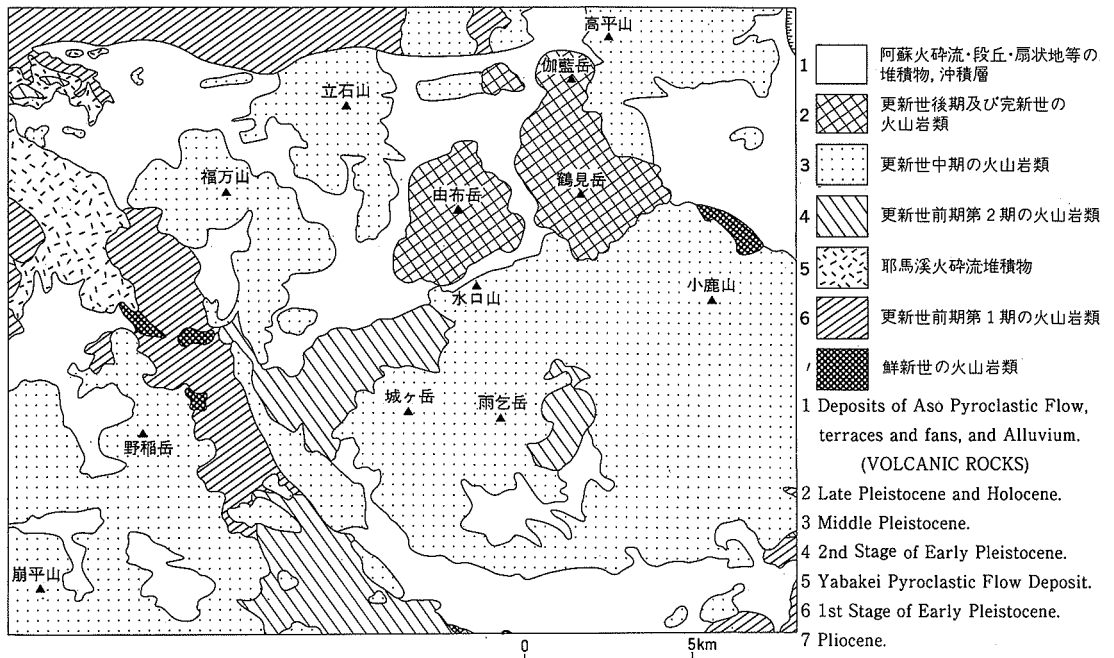 高平山
伽藍岳
立石山
福万山
由布岳
鶴見岳
水口山
小鹿山
城ヶ岳
雨乞岳
野稲岳
崩平山
0 5km
1 阿蘇火砕流・段丘・扇状地等の
堆積物,沖積層
2 更新世後期及び完新世の
火山岩類
3 更新世中期の火山岩類
4 更新世前期第2期の火山岩類
5 耶馬溪火砕流堆積物
6 更新世前期第1期の火山岩類
鮮新世の火山岩類
1 Deposits of Aso Pyroclastic Flow,
terraces and fans, and Alluvium.
(VOLCANIC ROCKS)
2 Late Pleistocene and Holocene.
3 Middle Pleistocene.
4 2nd Stage of Early Pleistocene.
5 Yabakei Pyroclastic Flow Deposit.
6 1st Stage of Early Pleistocene.
7 Pliocene.